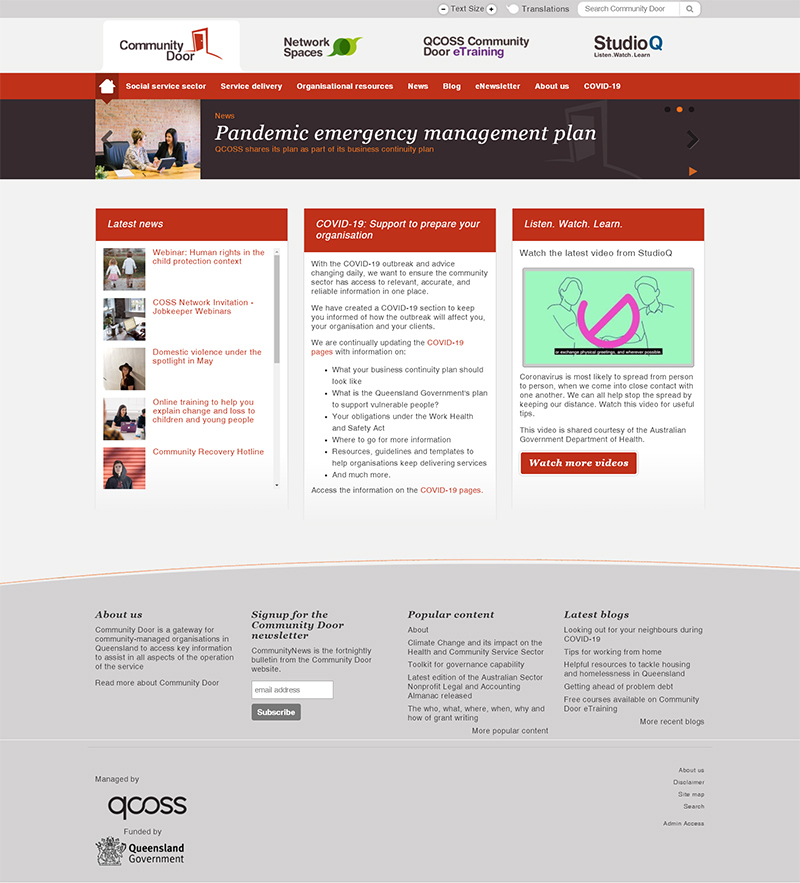 Text Size
Translations
Search Community Door
Community
Door
Network
Spaces
QCOSS Community
Door eTraining
StudioQ
Listen.Watch.Learn
Social service sector
Service delivery
Organisational resources
News
Blog
eNewsletter
About us
COVID-19
News
Pandemic emergency management plan
QCOSS shares its plan as part of its business continuity plan
Latest news
Webinar: Human rights in the
child protection context
COSS Network Invitation -
Jobkeeper Webinars
Domestic violence under the
spotlight in May
Online training to help you
explain change and loss to
children and young people
Community Recovery Hotline
COVID-19: Support to prepare your
organisation
With the COVID-19 outbreak and advice
changing daily, we want to ensure the community
sector has access to relevant, accurate, and
reliable information in one place.
We have created a COVID-19 section to keep
you informed of how the outbreak will affect you,
your organisation and your clients.
We are continually updating the COVID-19
pages with information on:
What your business continuity plan should
look like
What is the Queensland Government's plan
to support vulnerable people?
Your obligations under the Work Health
and Safety Act
Where to go for more information
Resources, guidelines and templates to
help organisations keep delivering services
And much more.
Access the information on the COVID-19 pages.
Listen. Watch. Learn.
Watch the latest video from StudioQ
or exchange physical greetings, and wherever possible
Coronavirus is most likely to spread from person
to person, when we come into close contact with
one another. We can all help stop the spread by
keeping our distance. Watch this video for useful
tips.
This video is shared courtesy of the Australian
Government Department of Health.
Watch more videos
About us
Community Door is a gateway for
community-managed organisations in
Queensland to access key information
to assist in all aspects of the operation
of the service
Read more about Community Door
Signup for the
Community Door
newsletter
CommunityNews is the fortnightly
bulletin from the Community Door
website.
email address
Subscribe
Popular content
About
Climate Change and its impact on the
Health and Community Service Sector
Toolkit for governance capability
Latest edition of the Australian Sector
Nonprofit Legal and Accounting
Almanac released
The who, what, where, when, why and
how of grant writing
More popular content
Latest blogs
Looking out for your neighbours during
COVID-19
Tips for working from home
Helpful resources to tackle housing
and homelessness in Queensland
Getting ahead of problem debt
Free courses available on Community
Door eTraining
More recent blogs
Managed by
qcoss
Funded by
Queensland
Government
About us
Disclaimer
Site map
Search
Admin Access